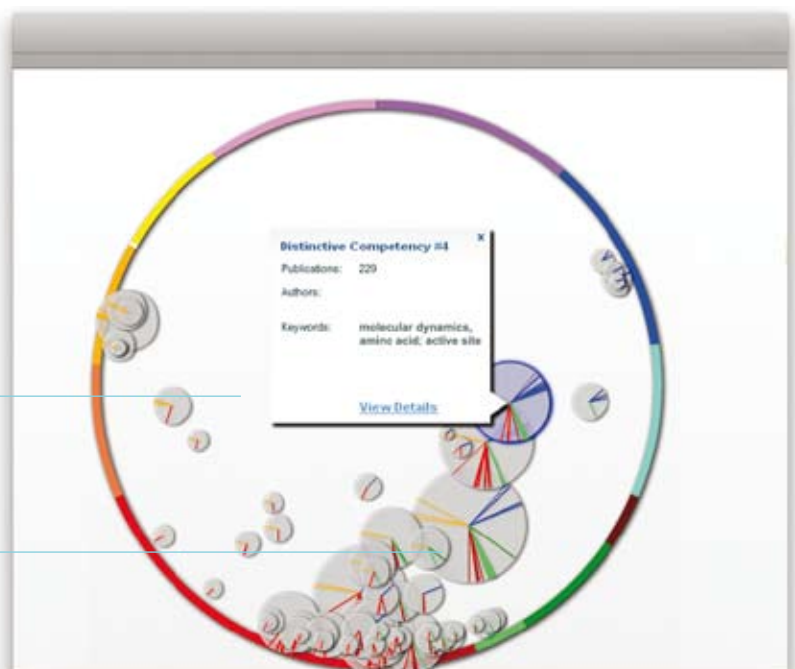 Distinctive Competency #4 x
Publications: 229
Authors:
Keywords: molecular dynamics,
amino acid; active site
View Details